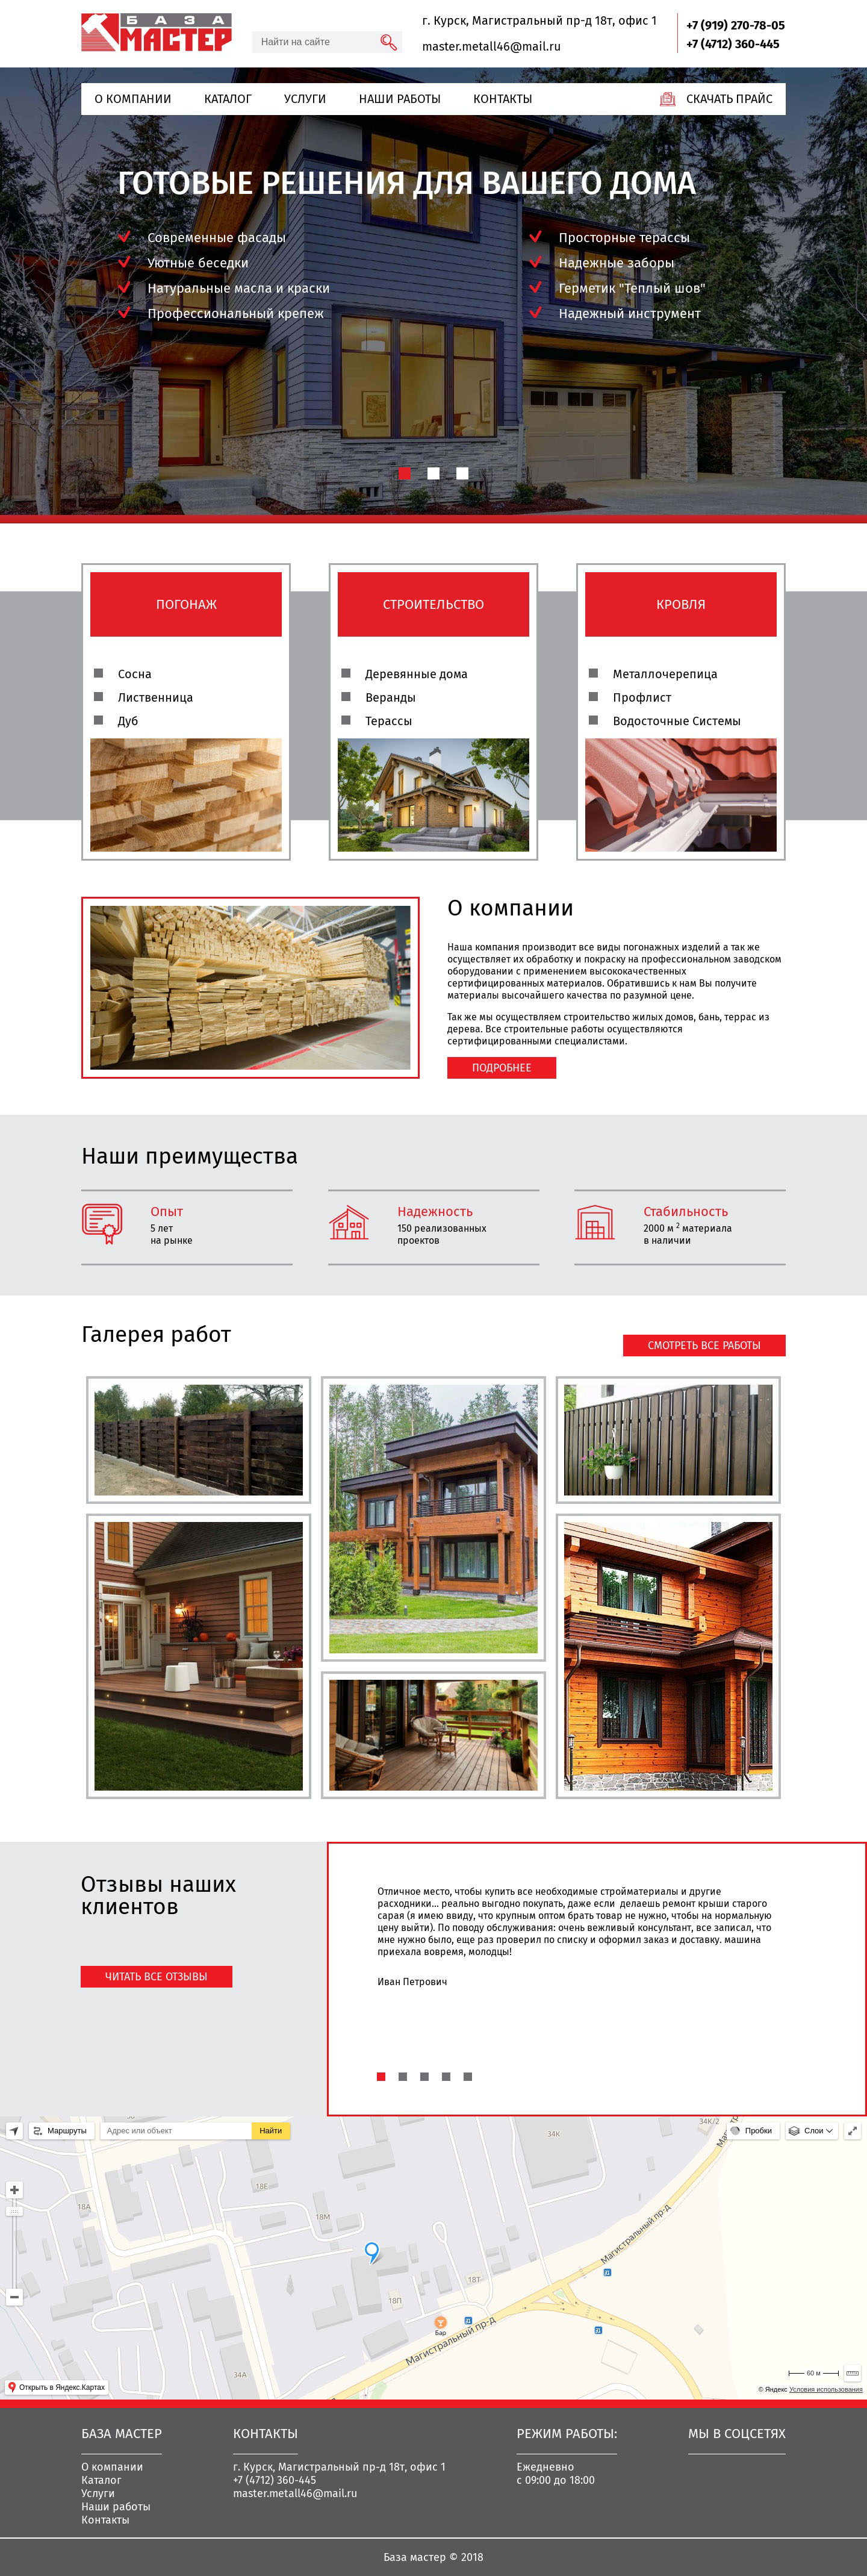 БАЗА
МАСТЕР
Найти на сайте
г. Курск, Магистральный пр-д 18т, офис 1
master.metall46@mail.ru
+7 (919) 270-78-05
+7 (4712) 360-445
О КОМПАНИИ КАТАЛОГ УСЛУГИ НАШИ РАБОТЫ КОНТАКТЫ СКАЧАТЬ ПРАЙС
ГОТОВЫЕ РЕШЕНИЯ ДЛЯ ВАШЕГО ДОМА
Современные фасады
Уютные беседки
Натуральные масла и краски
Профессиональный крепеж
Просторные террасы
Надежные заборы
Герметик "Теплый шов"
Надежный инструмент
ПОГОНАЖ
Сосна
Лиственница
Дуб
СТРОИТЕЛЬСТВО
Деревянные дома
Веранды
Терассы
КРОВЛЯ
Металлочерепица
Профлист
Водосточные Системы
О компании
Наша компания производит все виды погонажных изделий а так же
осуществляет их обработку и покраску на профессиональном заводском
оборудовании с применением высококачественных
сертифицированных материалов. Обратившись к нам Вы получите
материалы высочайшего качества по разумной цене.
Так же мы осуществляем строительство жилых домов, бань, террас из
дерева. Все строительные работы осуществляются
сертифицированными специалистами.
ПОДРОБНЕЕ
Наши преимущества
Опыт
5 лет
на рынке
Надежность
150 реализованных
проектов
Стабильность
2000 м 2 материала
в наличии
Галерея работ
СМОТРЕТЬ ВСЕ РАБОТЫ
Отзывы наших
клиентов
ЧИТАТЬ ВСЕ ОТЗЫВЫ
Отличное место, чтобы купить все необходимые стройматериалы и другие
расходники... реально выгодно покупать, даже если делаешь ремонт крыши старого
сарая (я имею ввиду, что крупным оптом брать товар не нужно, чтобы на нормальную
цену выйти). По поводу обслуживания: очень вежливый консультант, все записал, что
мне нужно было, еще раз проверил по списку и оформил заказ и доставку. машина
приехала вовремя, молодцы!
Иван Петрович
Маршруты
Адрес или объект
Найти
Пробки
Слои
34К/2
34К
18Е
18А
18М
Магистральный пр-д
18Т
18П
Бар
Магистральный пр-д
34А
60 м
Открыть в Яндекс.Картах
© Яндекс Условия использования
БАЗА МАСТЕР
О компании
Каталог
Услуги
Наши работы
Контакты
КОНТАКТЫ
г. Курск, Магистральный пр-д 18т, офис 1
+7 (4712) 360-445
master.metall46@mail.ru
РЕЖИМ РАБОТЫ:
Ежедневно
с 09:00 до 18:00
МЫ В СОЦСЕТЯХ
База мастер © 2018